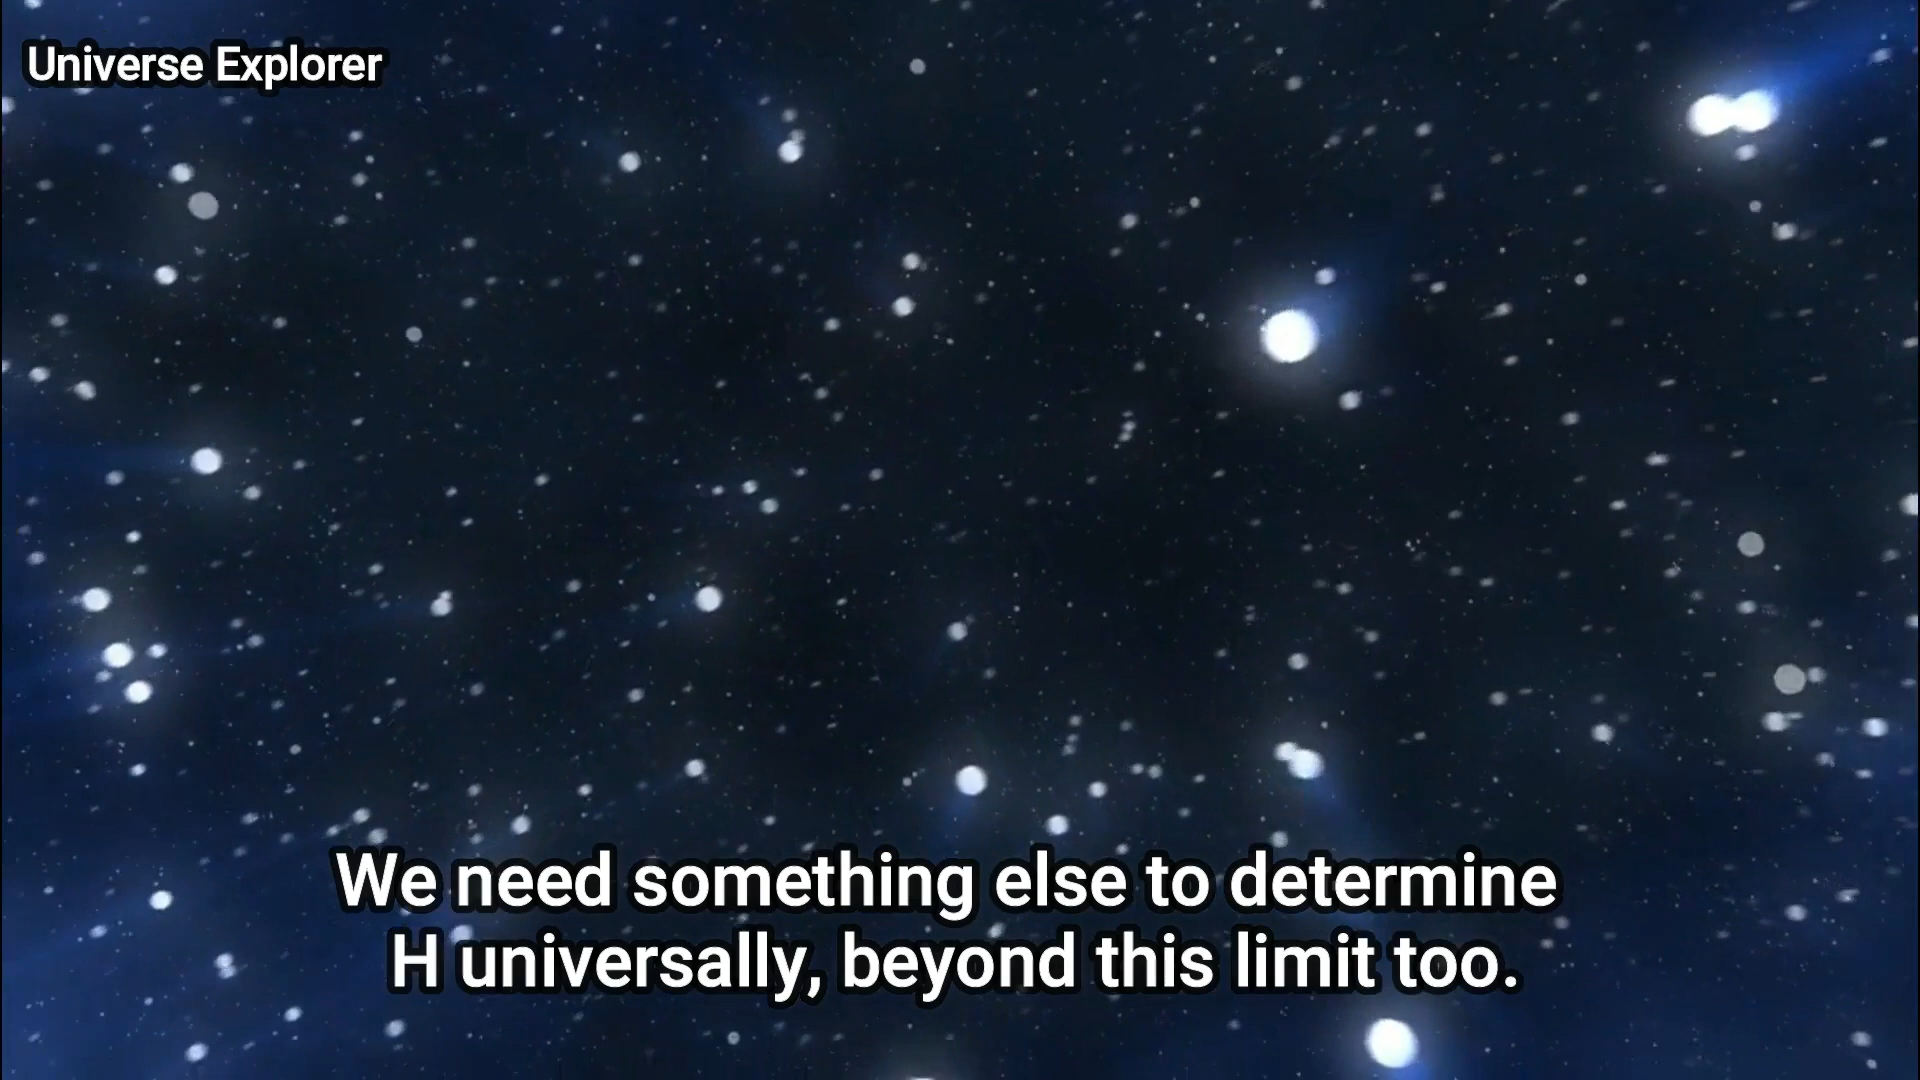 Universe Explorer
We need something else to determine
H universally, beyond this limit too.